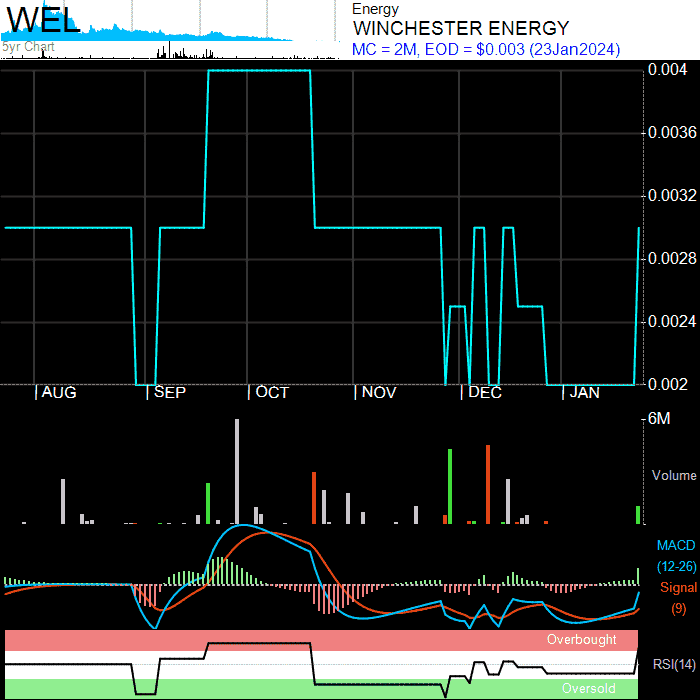 WEL
5yr Chart
Energy
WINCHESTER ENERGY
MC = 2M, EOD = $0.003 (23Jan2024)
0.004
0.0036
0.0032
0.0028
0.0024
0.002
AUG SEP OCT NOV DEC JAN
6M
Volume
MACD
(12-26)
Signal
(9)
Overbought
RSI(14)
Oversold